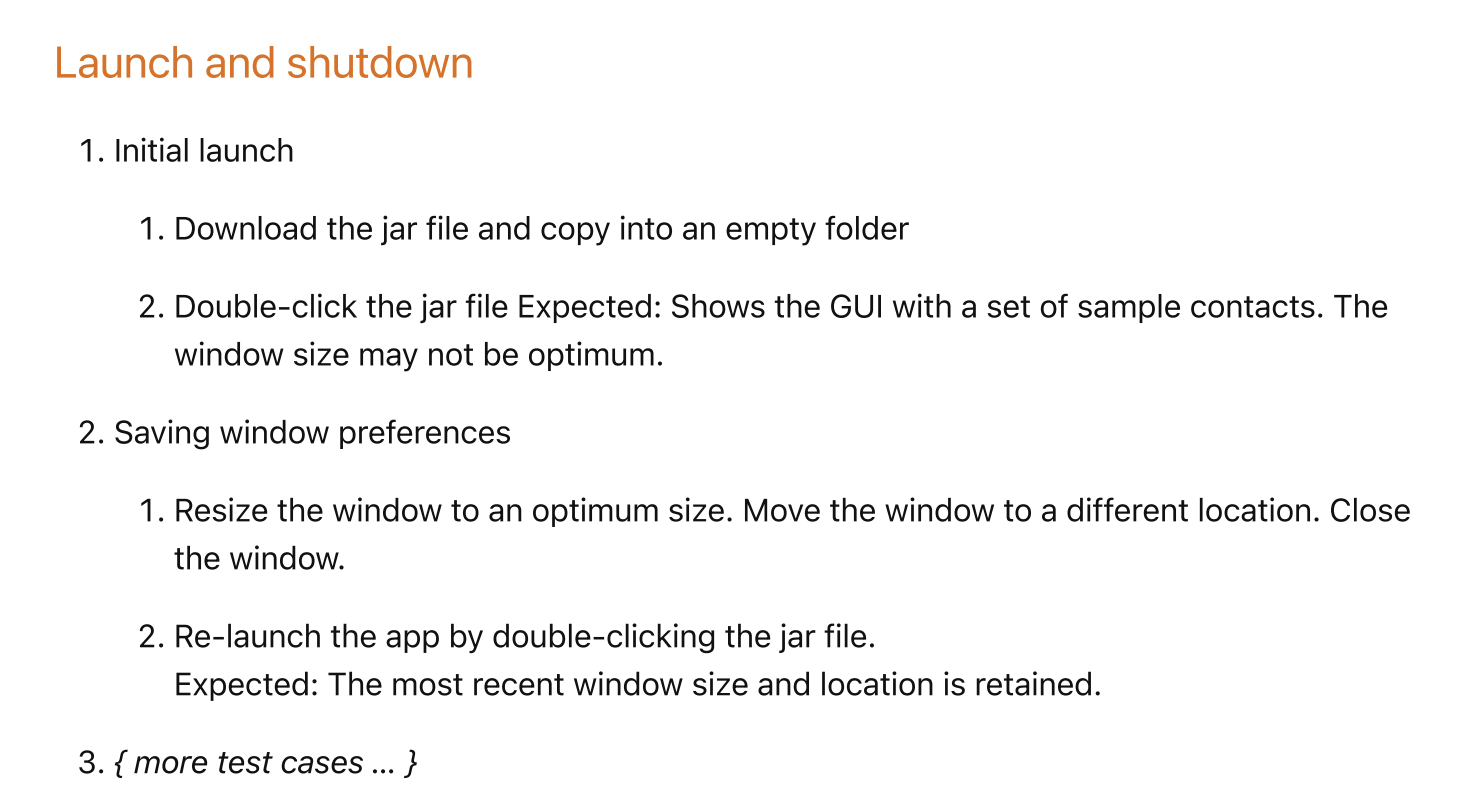 Launch and shutdown
1. Initial launch
1. Download the jar file and copy into an empty folder
2. Double-click the jar file Expected: Shows the GUI with a set of sample contacts. The
window size may not be optimum.
2. Saving window preferences
1. Resize the window to an optimum size. Move the window to a different location. Close
the window.
2. Re-launch the app by double-clicking the jar file.
Expected: The most recent window size and location is retained.
3. { more test cases … }